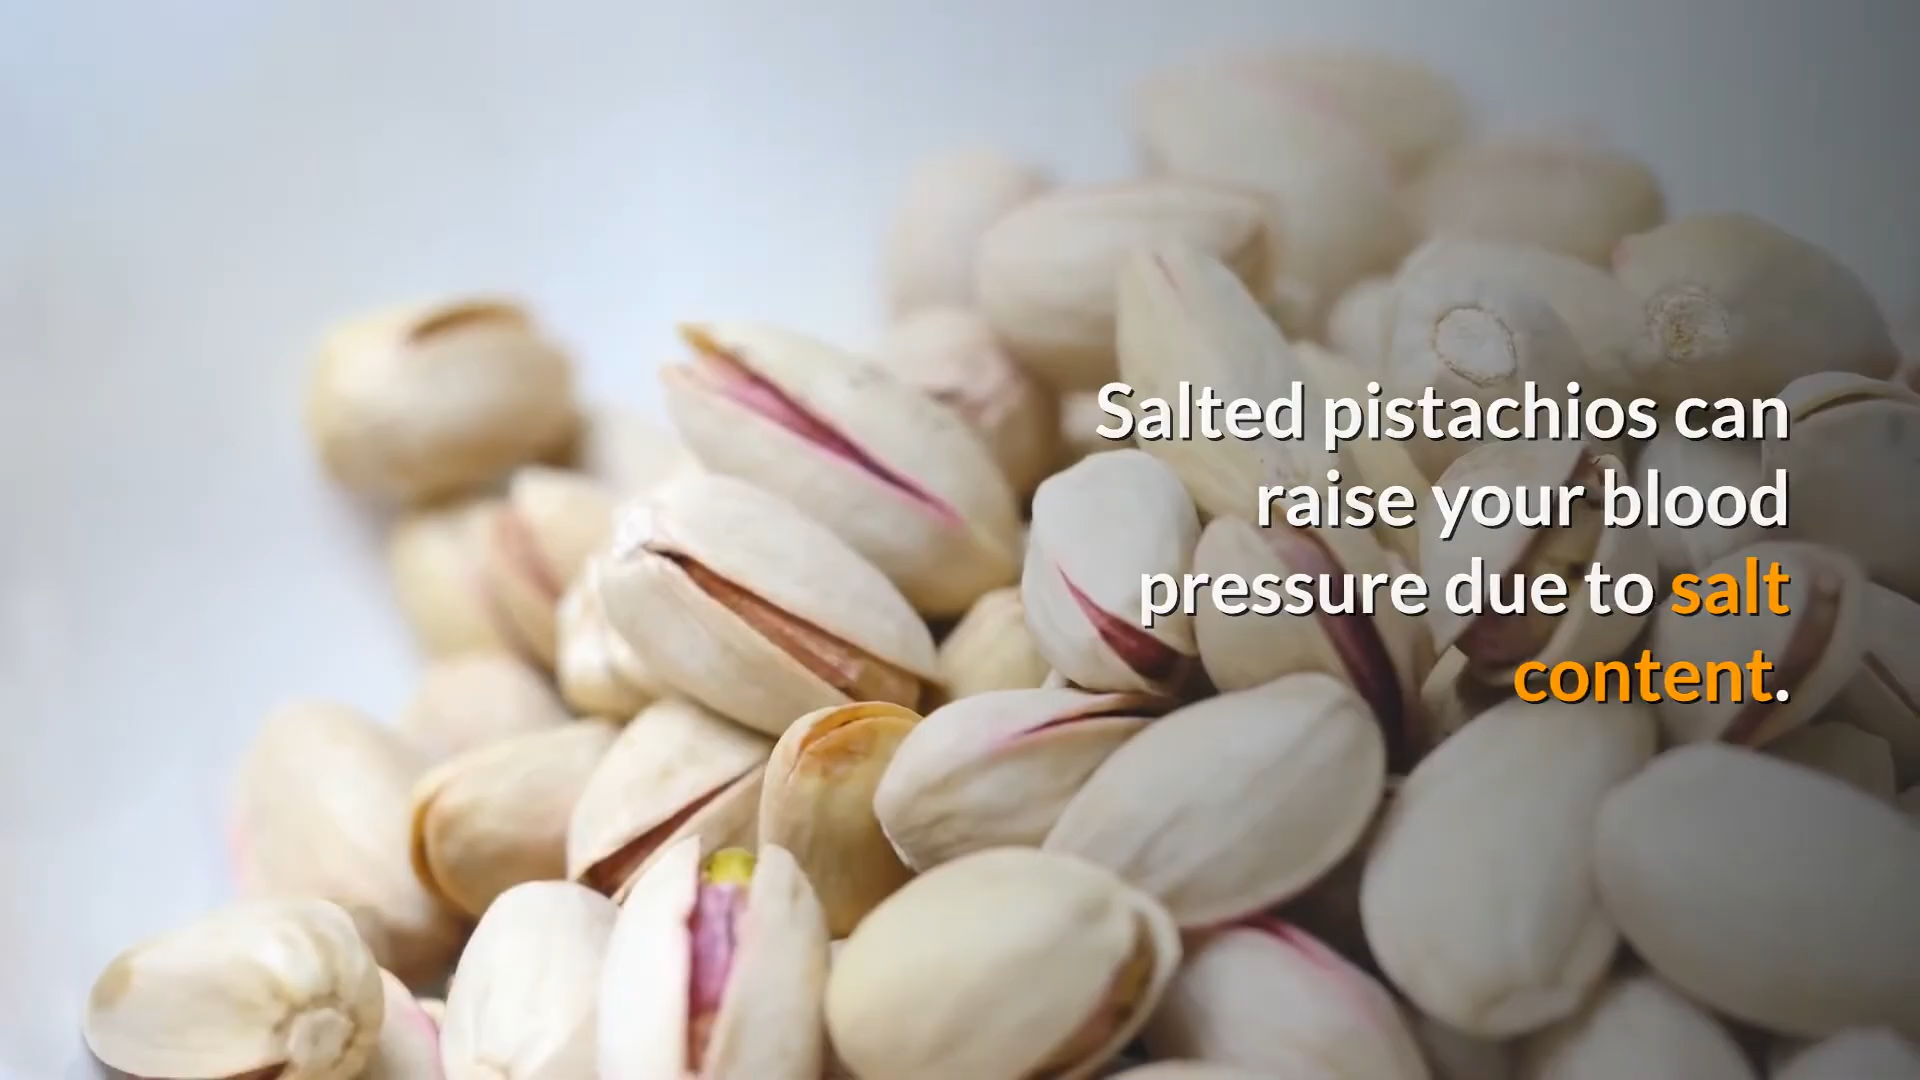 Salted pistachios can
raise your blood
pressure due to salt
content.